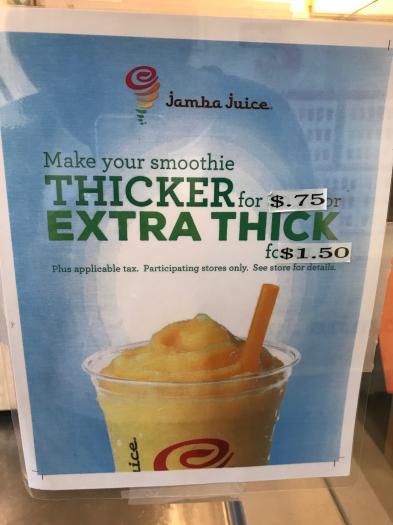 Jamba Juice.
Make your smoothie
THICKER for $.75 or
EXTRA THICK
fo$1.50
Plus applicable tax. Participating stores only. See store for details.
uice.